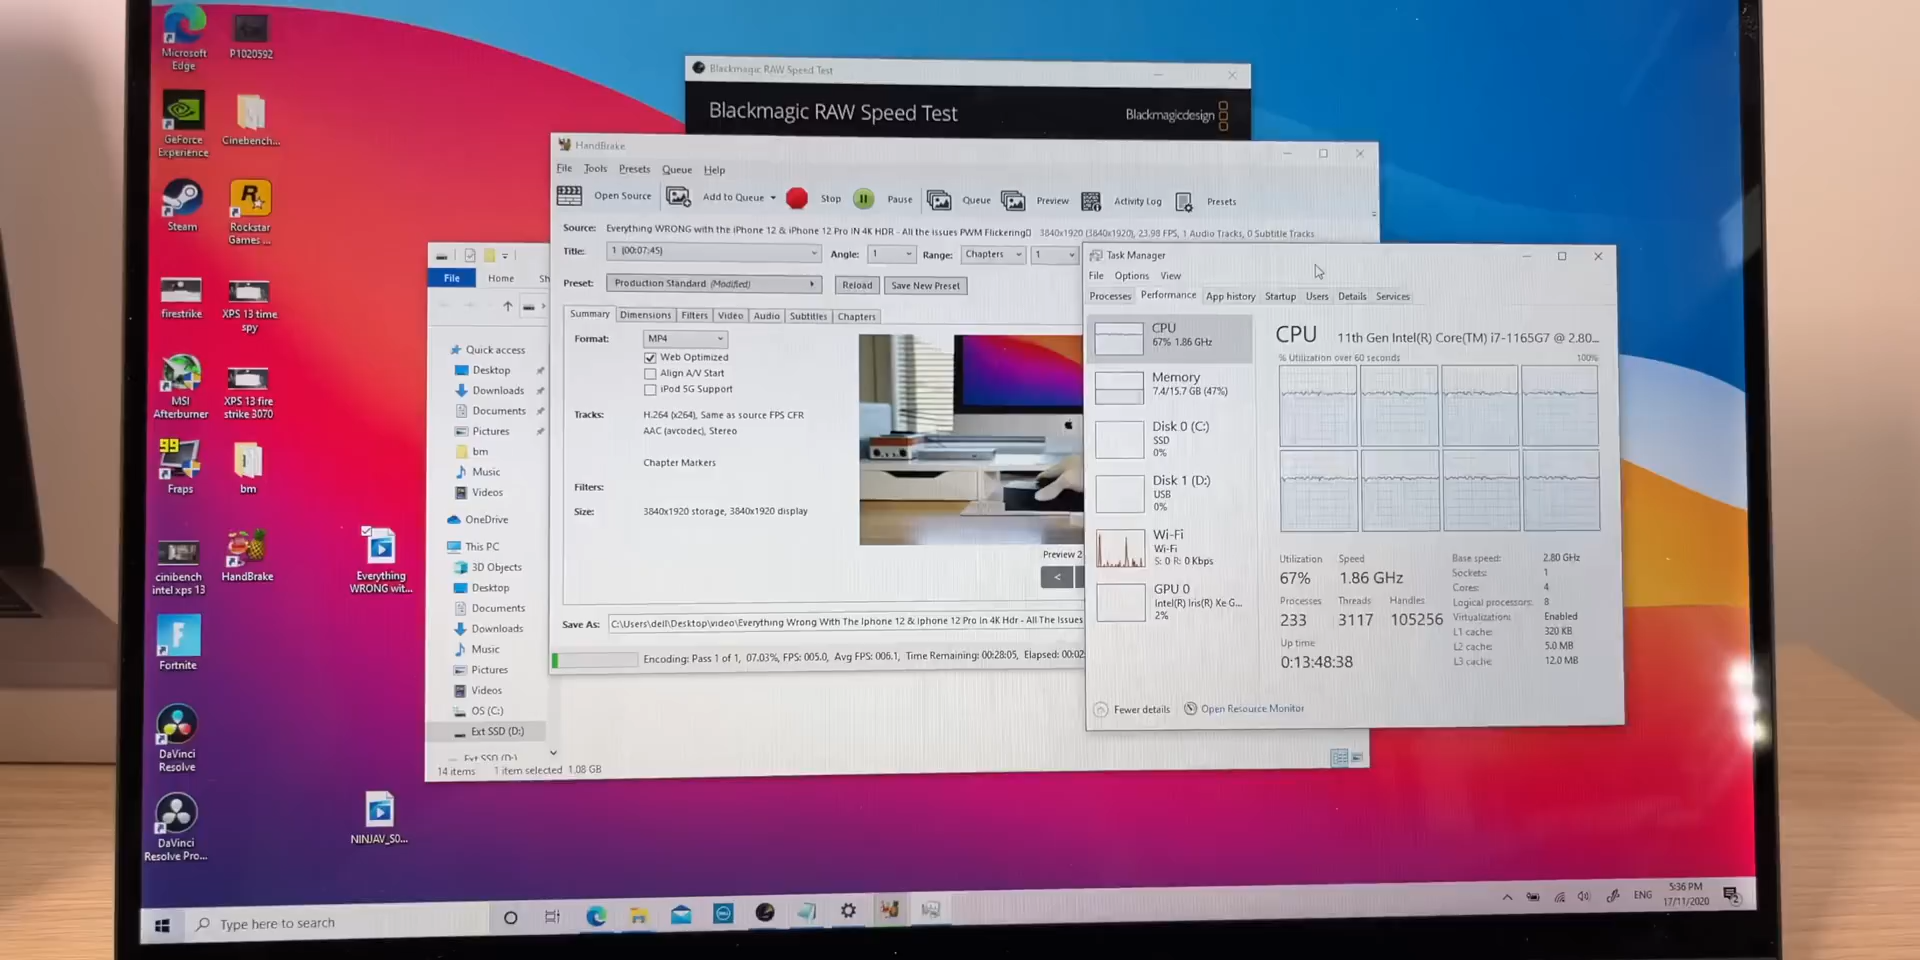 Microsoft
Edge
P1020592
GeForce
Experience
Cinebench...
Steam
Rockstar
Games ...
firestrike
XPS 13 time
spy
MSI
Afterburner
XPS 13 fire
strike 3070
99
Fraps
bm
cinibench
intel xps 13
HandBrake
Everything
WRONG wit...
Fortnite
DaVinci
Resolve
DaVinci
Resolve Pro...
NINJAV_S0...
Blackmagic RAW Speed Test
Blackmagic RAW Speed Test
Blackmagicdesign
HandBrake
File Tools Presets Queue Help
Open Source Add to Queue Stop Pause Queue Preview Activity Log Presets
Source: Everything WRONG with the iPhone 12 & iPhone 12 Pro IN 4K HDR - All the issues PWM Flickering 3840x1920 (3840x1920), 23.98 FPS, 1 Audio Tracks, 0 Subtitle Tracks
Title: 1 (00:07:45) Angle: 1 Range: Chapters 1
Preset: Production Standard (Modified) Reload Save New Preset
Summary Dimensions Filters Video Audio Subtitles Chapters
Format: MP4
Web Optimized
Align A/V Start
iPod 5G Support
Tracks: H.264 (x264), Same as source FPS CFR
AAC (avcodec), Stereo
Chapter Markers
Filters:
Size: 3840x1920 storage, 3840x1920 display
Preview 2
<
Save As: C:\Users\dell\Desktop\video\Everything Wrong With The Iphone 12 & Iphone 12 Pro In 4K Hdr - All The Issues
Encoding: Pass 1 of 1, 07.03%, FPS: 005.0, Avg FPS: 006.1, Time Remaining: 00:28:05, Elapsed: 00:02
File Home Sh
Quick access
Desktop
Downloads
Documents
Pictures
bm
Music
Videos
OneDrive
This PC
3D Objects
Desktop
Documents
Downloads
Music
Pictures
Videos
OS (C:)
Ext SSD (D:)
Ext SSD (D:)
14 items 1 item selected 1.08 GB
Task Manager
File Options View
Processes Performance App history Startup Users Details Services
CPU
67% 1.86 GHz
Memory
7.4/15.7 GB (47%)
Disk 0 (C:)
SSD
0%
Disk 1 (D:)
USB
0%
Wi-Fi
Wi-Fi
S: 0 R: 0 Kbps
GPU 0
Intel(R) Iris(R) Xe G...
2%
CPU 11th Gen Intel(R) Core(TM) i7-1165G7 @ 2.80...
% Utilization over 60 seconds 100%
Utilization Speed
67% 1.86 GHz
Processes Threads Handles
233 3117 105256
Up time
0:13:48:38
Base speed: 2.80 GHz
Sockets: 1
Cores: 4
Logical processors: 8
Virtualization: Enabled
L1 cache: 320 KB
L2 cache: 5.0 MB
L3 cache: 12.0 MB
Fewer details Open Resource Monitor
Type here to search
ENG
5:36 PM
17/11/2020
2